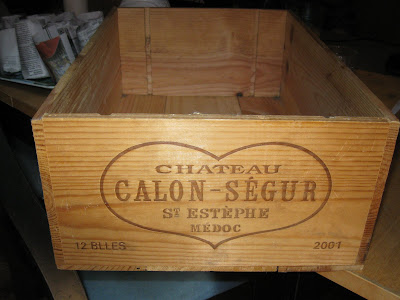 CHATEAU
CALON-SÉGUR
ST ESTÈPHE
MÉDOC
12 BLLES 2001